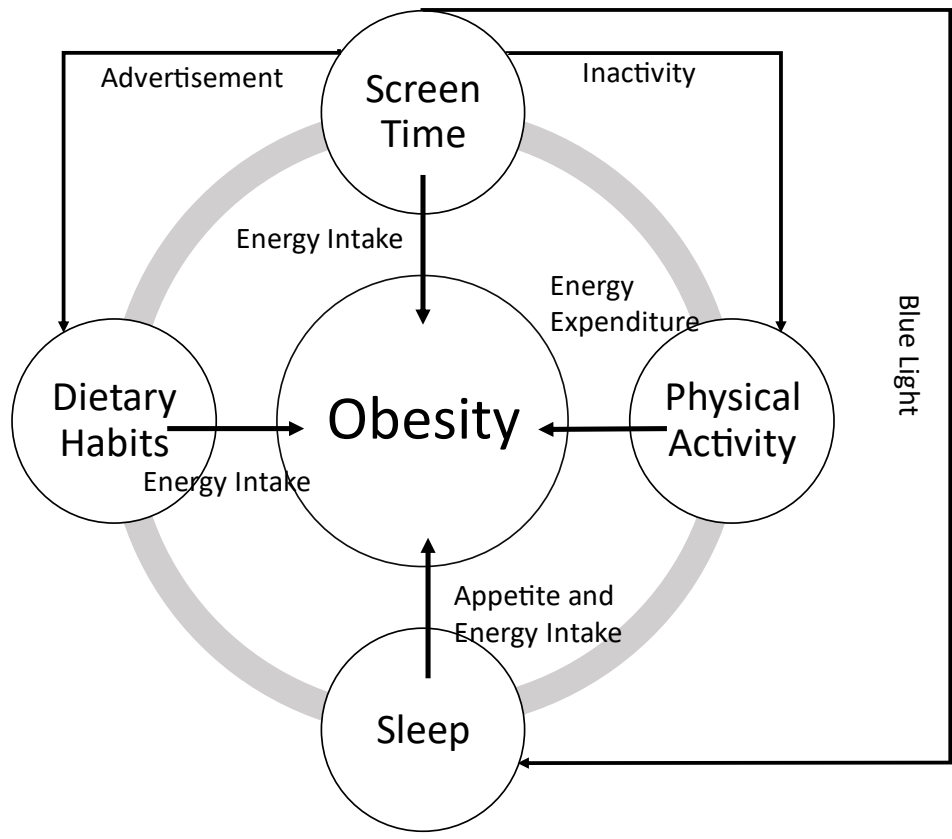 Advertisement
Screen
Time
Inactivity
Energy Intake
Energy
Expenditure
Blue Light
Dietary
Habits
Energy Intake
Obesity
Physical
Activity
Appetite and
Energy Intake
Sleep